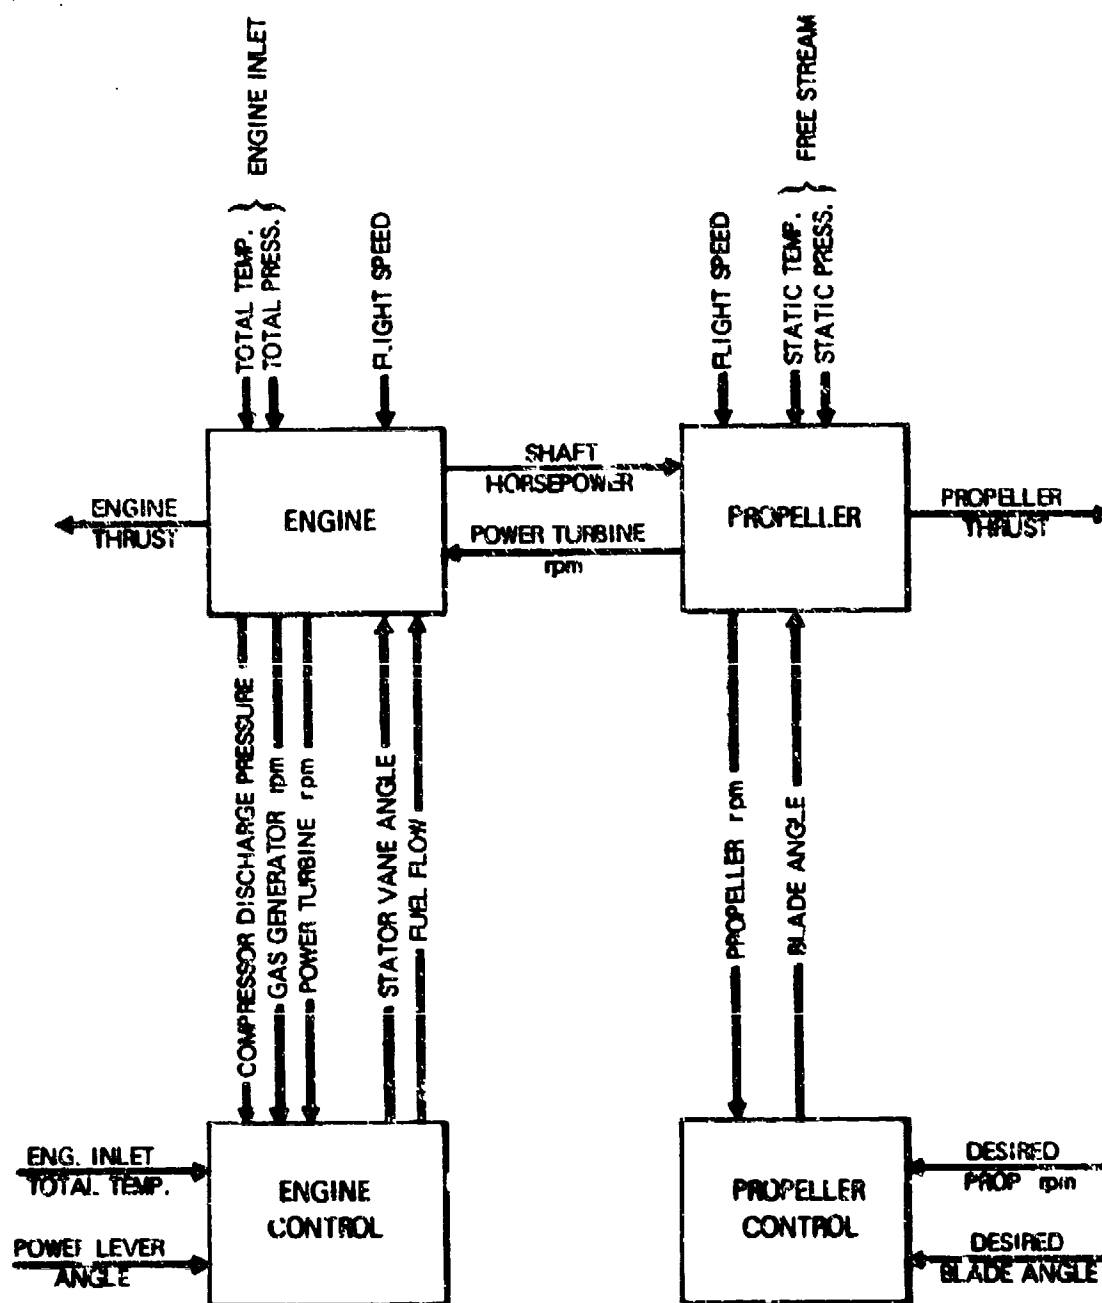 TOTAL TEMP.
TOTAL PRESS.
ENGINE INLET
FLIGHT SPEED
FLIGHT SPEED
STATIC TEMP.
STATIC PRESS.
FREE STREAM
ENGINE
THRUST
ENGINE
SHAFT
HORSEPOWER
POWER TURBINE
rpm
PROPELLER
PROPELLER
THRUST
COMPRESSOR DISCHARGE PRESSURE
GAS GENERATOR rpm
POWER TURBINE rpm
STATOR VANE ANGLE
FUEL FLOW
PROPELLER rpm
BLADE ANGLE
ENG. INLET
TOTAL TEMP.
POWER LEVER
ANGLE
ENGINE
CONTROL
PROPELLER
CONTROL
DESIRED
PROP rpm
DESIRED
BLADE ANGLE